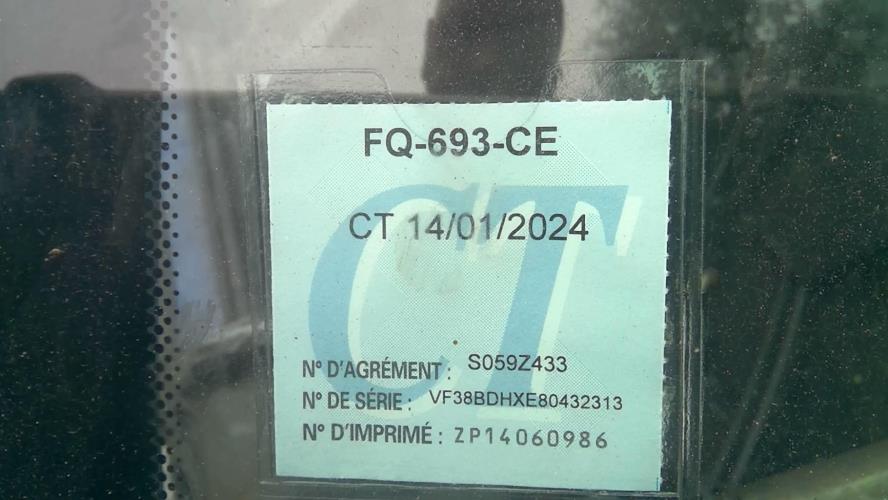 FQ-693-CE
CT 14/01/2024
CT
N° D'AGRÉMENT : S059Z433
N° DE SÉRIE : VF38BDHXE80432313
N° D'IMPRIMÉ : ZP14060986